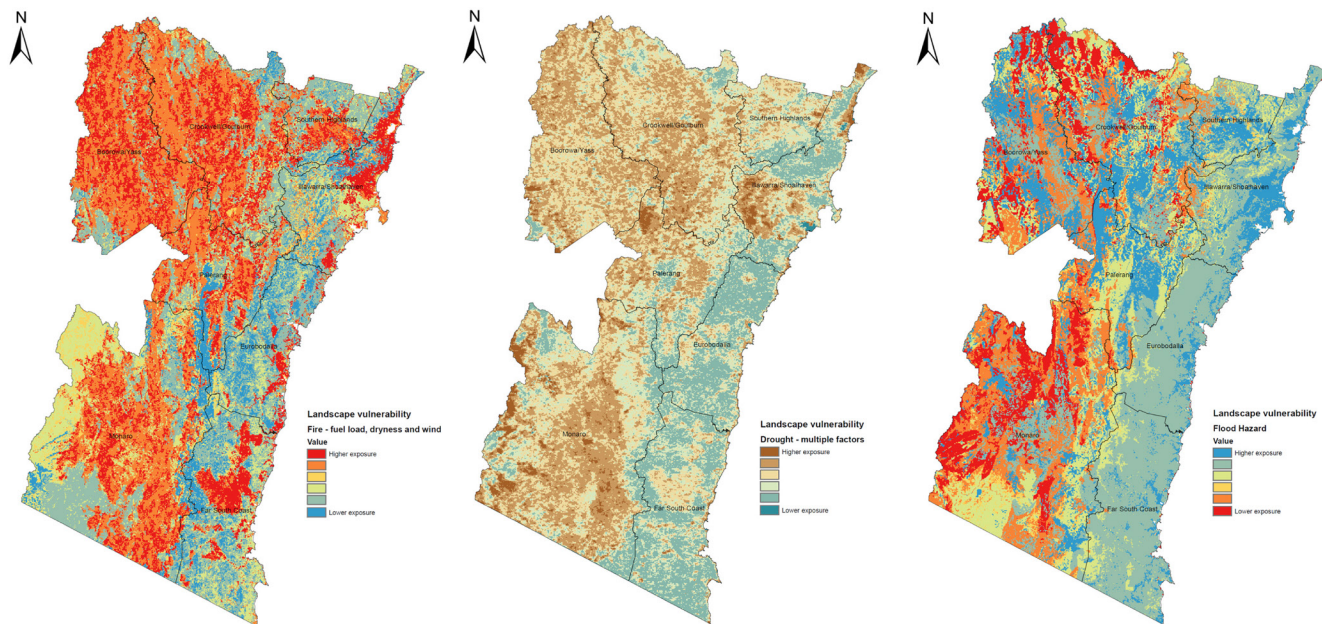 N
Crookwell/Goulburn
Southern Highlands
Boorowa/Yass
Illawarra/Shoalhaven
Palerang
Eurobodalla
Monaro
Far South Coast
Landscape vulnerability
Fire - fuel load, dryness and wind
Value
Higher exposure
Lower exposure
N
Crookwell/Goulburn
Southern Highlands
Boorowa/Yass
Illawarra/Shoalhaven
Palerang
Eurobodalla
Monaro
Far South Coast
Landscape vulnerability
Drought - multiple factors
Value
Higher exposure
Lower exposure
N
Crookwell/Goulburn
Southern Highlands
Boorowa/Yass
Illawarra/Shoalhaven
Palerang
Eurobodalla
Monaro
Far South Coast
Landscape vulnerability
Flood Hazard
Value
Higher exposure
Lower exposure